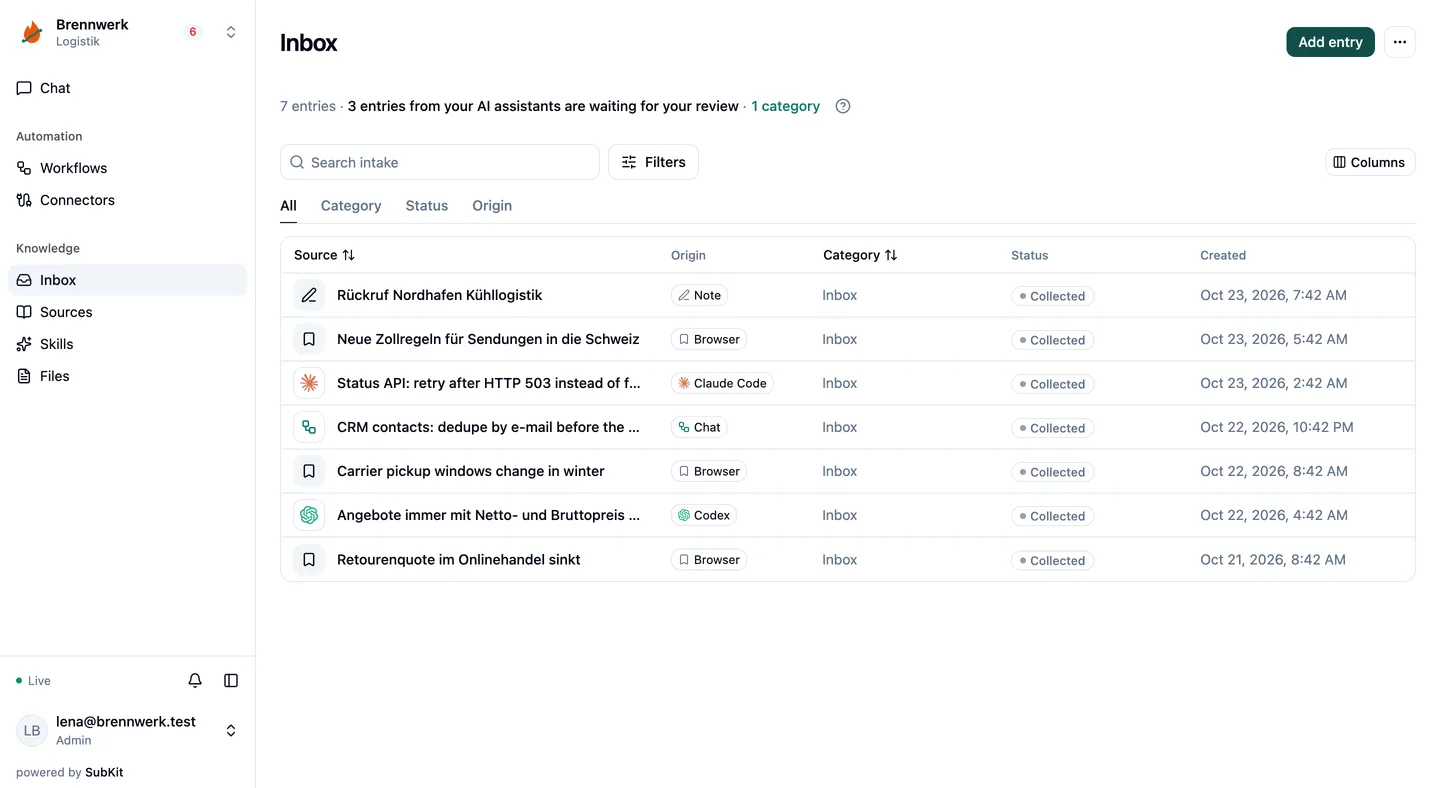 Brennwerk
Logistik
6
Chat
Automation
Workflows
Connectors
Knowledge
Inbox
Sources
Skills
Files
Live
LB
lena@brennwerk.test
Admin
powered by SubKit
Inbox
Add entry
7 entries · 3 entries from your AI assistants are waiting for your review · 1 category
Search intake
Filters
Columns
All Category Status Origin
Source Origin Category Status Created
Rückruf Nordhafen Kühllogistik Note Inbox Collected Oct 23, 2026, 7:42 AM
Neue Zollregeln für Sendungen in die Schweiz Browser Inbox Collected Oct 23, 2026, 5:42 AM
Status API: retry after HTTP 503 instead of f... Claude Code Inbox Collected Oct 23, 2026, 2:42 AM
CRM contacts: dedupe by e-mail before the ... Chat Inbox Collected Oct 22, 2026, 10:42 PM
Carrier pickup windows change in winter Browser Inbox Collected Oct 22, 2026, 8:42 AM
Angebote immer mit Netto- und Bruttopreis ... Codex Inbox Collected Oct 22, 2026, 4:42 AM
Retourenquote im Onlinehandel sinkt Browser Inbox Collected Oct 21, 2026, 8:42 AM